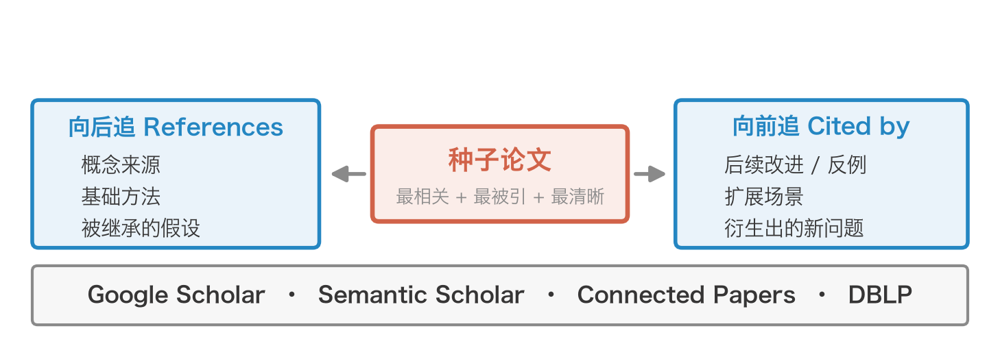 向后追 References
概念来源
基础方法
被继承的假设
种子论文
最相关 + 最被引 + 最清晰
向前追 Cited by
后续改进 / 反例
扩展场景
衍生出的新问题
Google Scholar · Semantic Scholar · Connected Papers · DBLP